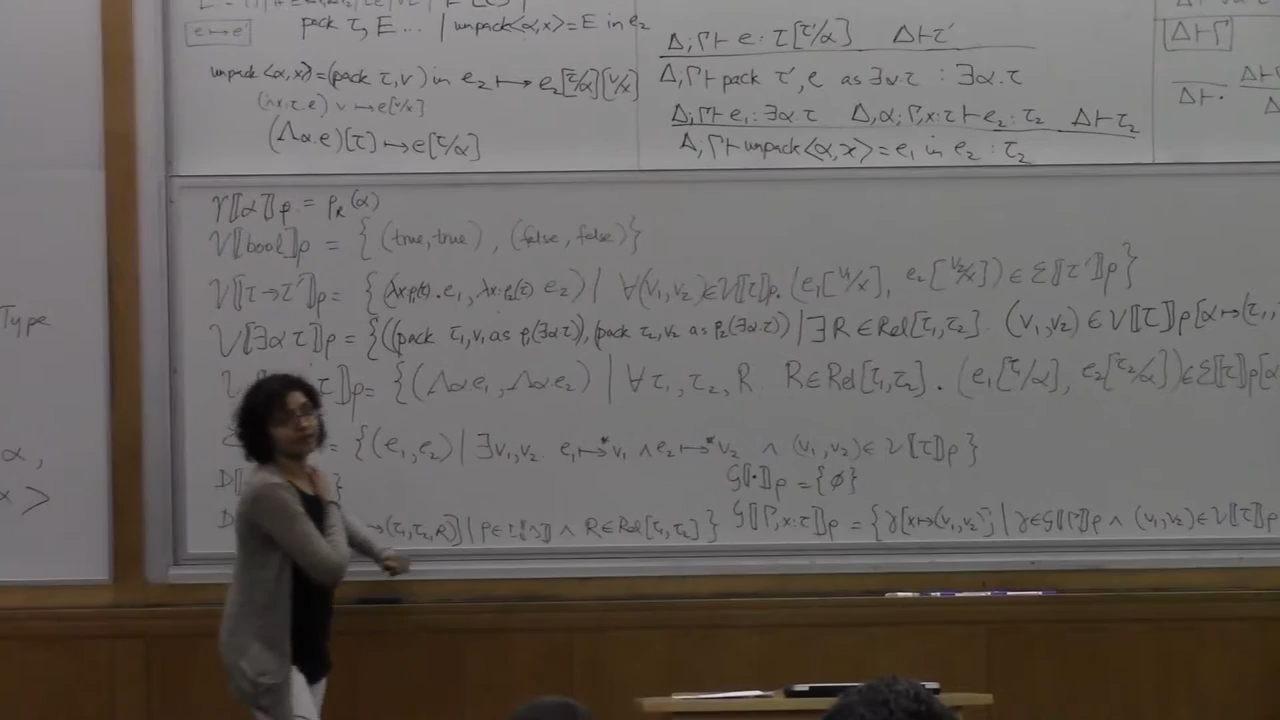 Type
α,
x >
e ↦ e'
pack τ, E ... | unpack<α,x> = E in e₂
unpack <α,x> = (pack τ,v) in e₂ ↦ e₂[τ/α][v/x]
(λx:τ.e) v ↦ e[v/x]
(Λα.e)[τ] ↦ e[τ/α]
Δ;Γ ⊢ e : τ[τ'/α] Δ ⊢ τ'
Δ;Γ ⊢ pack τ', e as ∃α.τ : ∃α.τ
Δ;Γ ⊢ e₁ : ∃α.τ Δ,α;Γ,x:τ ⊢ e₂ : τ₂ Δ ⊢ τ₂
Δ;Γ ⊢ unpack<α,x> = e₁ in e₂ : τ₂
Δ ⊢ Γ
Δ ⊢ ·
V⟦α⟧ρ = ρ_R(α)
V⟦bool⟧ρ = {(true,true), (false,false)}
V⟦τ→τ'⟧ρ = {(λx:ρ₁(τ).e₁, λx:ρ₂(τ) e₂) | ∀(v₁,v₂)∈V⟦τ⟧ρ. (e₁[v₁/x], e₂[v₂/x]) ∈ Ɛ⟦τ'⟧ρ}
V⟦∃α.τ⟧ρ = {((pack τ₁,v₁ as ρ₁(∃α.τ)), (pack τ₂,v₂ as ρ₂(∃α.τ)) | ∃R∈Rel[τ₁,τ₂]. (v₁,v₂) ∈ V⟦τ⟧ρ[α↦(τ₁,
τ⟧ρ = {(Λα.e₁, Λα.e₂) | ∀τ₁,τ₂,R. R∈Rel[τ₁,τ₂]. (e₁[τ₁/α], e₂[τ₂/α]) ∈ Ɛ⟦τ⟧ρ[α
= {(e₁,e₂) | ∃v₁,v₂. e₁ ↦* v₁ ∧ e₂ ↦* v₂ ∧ (v₁,v₂) ∈ V⟦τ⟧ρ}
D⟦ }
G⟦·⟧ρ = {∅}
D ↦(τ₁,τ₂,R)] | ρ∈D⟦Δ⟧ ∧ R∈Rel[τ₁,τ₂]}
G⟦Γ,x:τ⟧ρ = {γ[x↦(v₁,v₂)] | γ∈G⟦Γ⟧ρ ∧ (v₁,v₂) ∈ V⟦τ⟧ρ